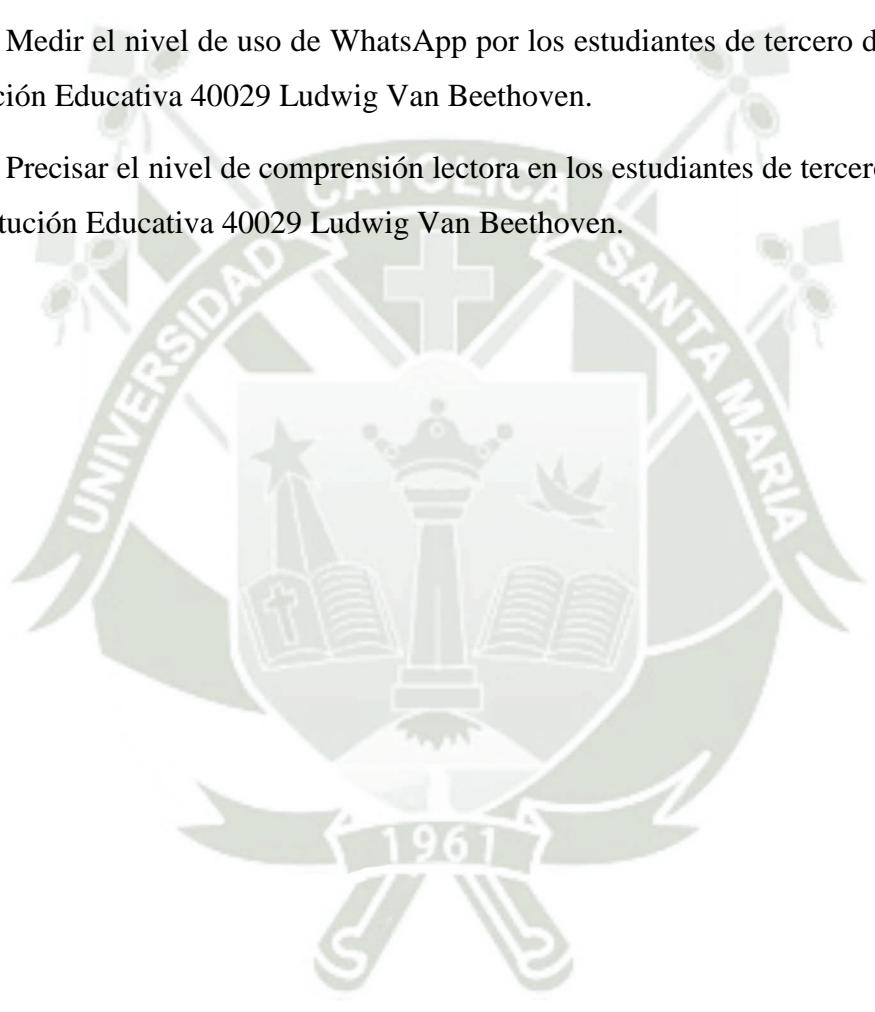 Medir el nivel de uso de WhatsApp por los estudiantes de tercero d
ción Educativa 40029 Ludwig Van Beethoven.
Precisar el nivel de comprensión lectora en los estudiantes de tercero
tución Educativa 40029 Ludwig Van Beethoven.
UNIVERSIDAD CATOLICA SANTA MARIA
1961